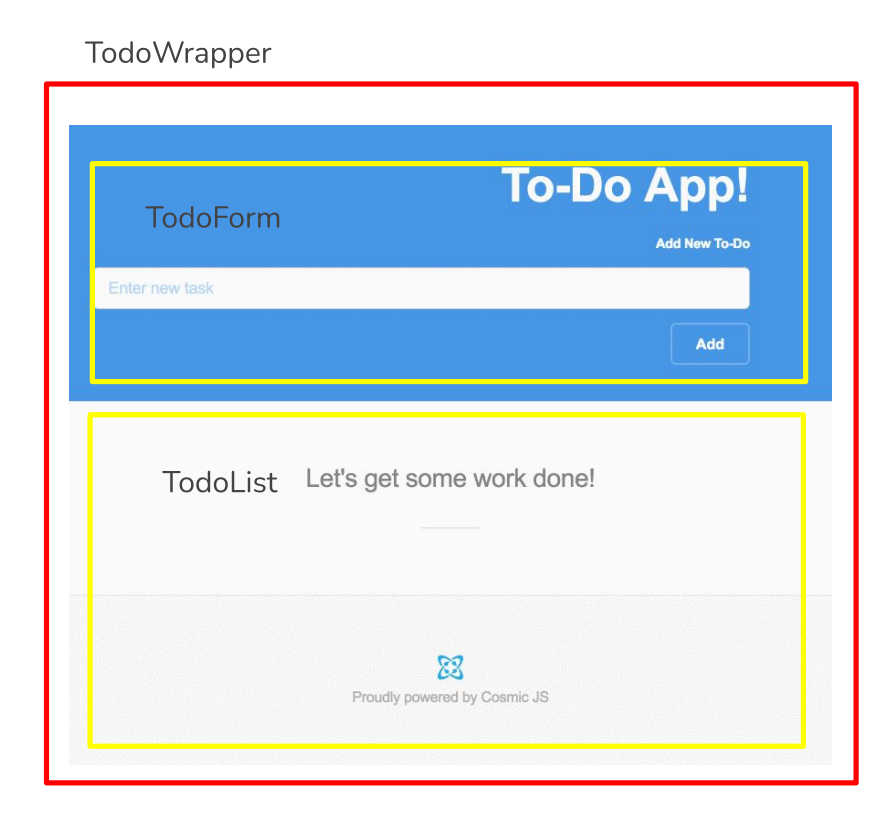 TodoWrapper
To-Do App!
TodoForm
Add New To-Do
Enter new task
Add
TodoList
Let's get some work done!
Proudly powered by Cosmic JS